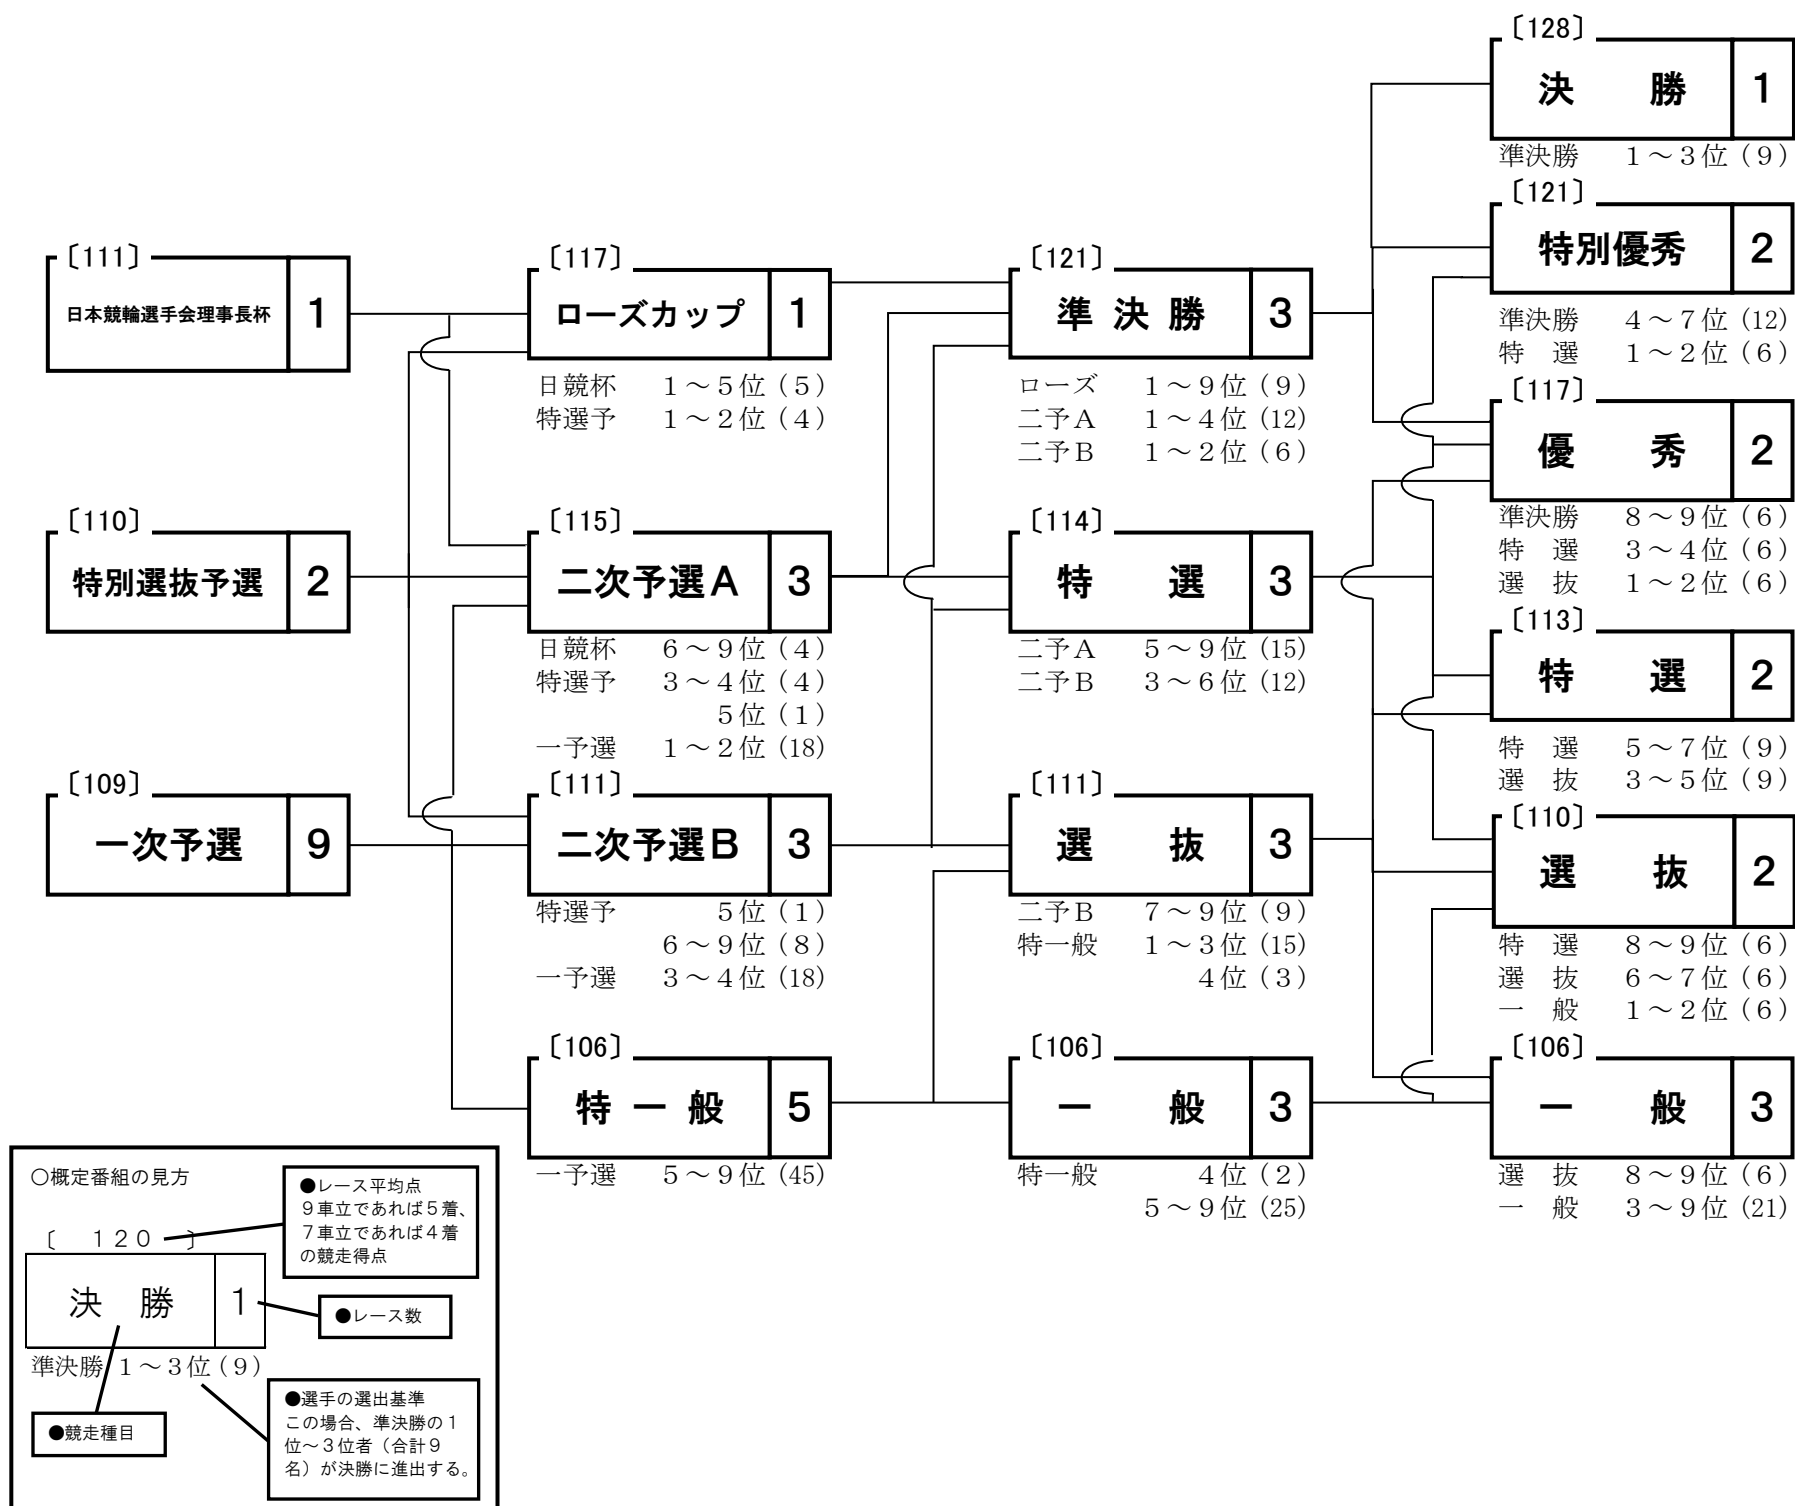 〔111〕
日本競輪選手会理事長杯 1
〔110〕
特別選抜予選 2
〔109〕
一次予選 9
〔117〕
ローズカップ 1
日競杯 1～5位（5）
特選予 1～2位（4）
〔115〕
二次予選Ａ 3
日競杯 6～9位（4）
特選予 3～4位（4）
5位（1）
一予選 1～2位（18）
〔111〕
二次予選Ｂ 3
特選予 5位（1）
6～9位（8）
一予選 3～4位（18）
〔106〕
特一般 5
一予選 5～9位（45）
〔121〕
準決勝 3
ローズ 1～9位（9）
二予Ａ 1～4位（12）
二予Ｂ 1～2位（6）
〔114〕
特選 3
二予Ａ 5～9位（15）
二予Ｂ 3～6位（12）
〔111〕
選抜 3
二予Ｂ 7～9位（9）
特一般 1～3位（15）
4位（3）
〔106〕
一般 3
特一般 4位（2）
5～9位（25）
〔128〕
決勝 1
準決勝 1～3位（9）
〔121〕
特別優秀 2
準決勝 4～7位（12）
特選 1～2位（6）
〔117〕
優秀 2
準決勝 8～9位（6）
特選 3～4位（6）
選抜 1～2位（6）
〔113〕
特選 2
特選 5～7位（9）
選抜 3～5位（9）
〔110〕
選抜 2
特選 8～9位（6）
選抜 6～7位（6）
一般 1～2位（6）
〔106〕
一般 3
選抜 8～9位（6）
一般 3～9位（21）
○概定番組の見方
〔 120 〕
決勝 1
準決勝 1～3位（9）
●レース平均点
９車立であれば５着、
７車立であれば４着
の競走得点
●レース数
●競走種目
●選手の選出基準
この場合、準決勝の１
位～３位者（合計９
名）が決勝に進出する。